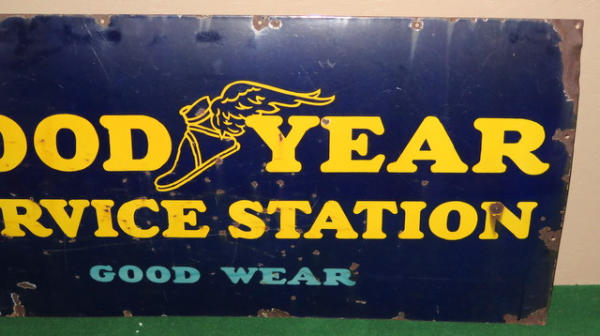 OOD YEAR
RVICE STATION
GOOD WEAR